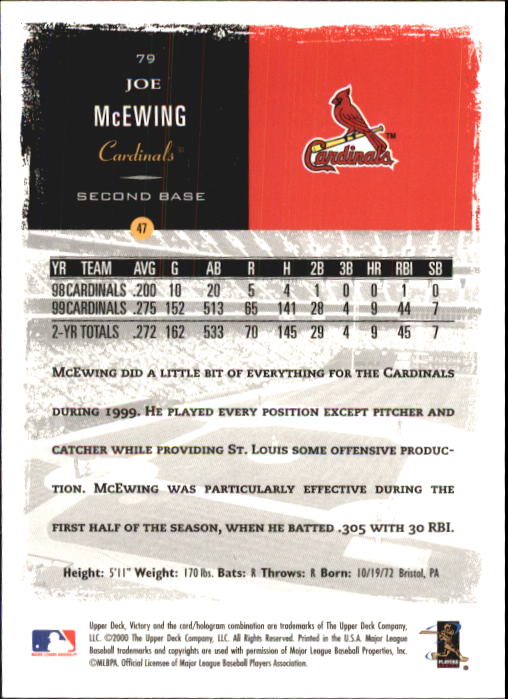 79
JOE
McEWING
Cardinals
SECOND BASE
Cardinals™
47
YR TEAM AVG G AB R H 2B 3B HR RBI SB
98 CARDINALS .200 10 20 5 4 1 0 0 1 0
99 CARDINALS .275 152 513 65 141 28 4 9 44 7
2-YR TOTALS .272 162 533 70 145 29 4 9 45 7
McEwing did a little bit of everything for the Cardinals
during 1999. He played every position except pitcher and
catcher while providing St. Louis some offensive produc-
tion. McEwing was particularly effective during the
first half of the season, when he batted .305 with 30 RBI.
Height: 5'11" Weight: 170 lbs. Bats: R Throws: R Born: 10/19/72 Bristol, PA
Upper Deck, Victory and the card/hologram combination are trademarks of The Upper Deck Company,
LLC. ©2000 The Upper Deck Company, LLC. All Rights Reserved. Printed in the U.S.A. Major League
Baseball trademarks and copyrights are used with permission of Major League Baseball Properties, Inc.
©MLBPA. Official Licensee of Major League Baseball Players Association.
PLAYERS